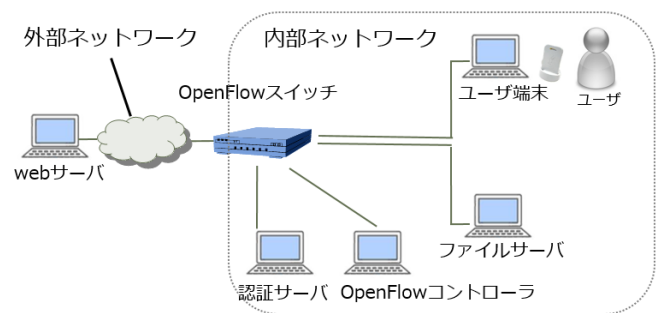 外部ネットワーク
内部ネットワーク
OpenFlowスイッチ
ユーザ端末
ユーザ
webサーバ
ファイルサーバ
認証サーバ
OpenFlowコントローラ